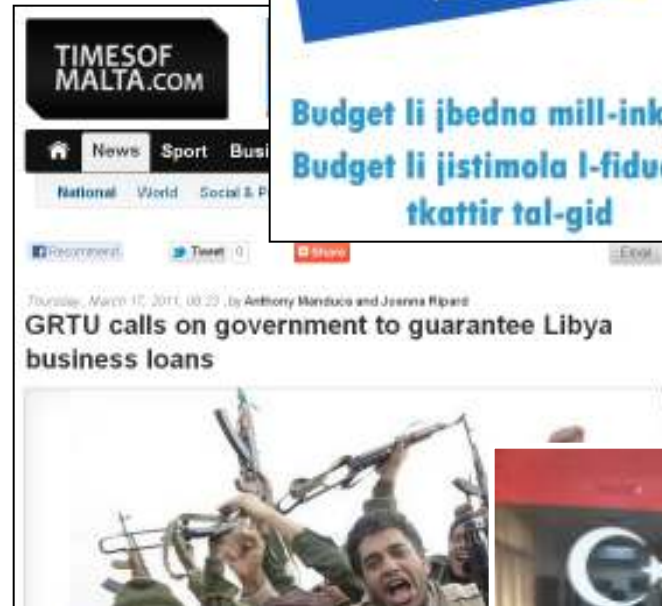 TIMESOF
MALTA.COM
News Sport Busi
National World Social & P
Budget li jbedna mill-ink
Budget li jistimola l-fidu
tkattir tal-gid
Recommend Tweet 0 Share Email
Thursday, March 17, 2011, 08:23 , by Anthony Manduca and Joanna Ripard
GRTU calls on government to guarantee Libya
business loans